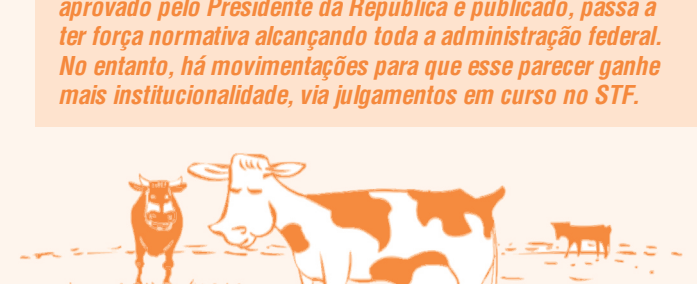 aprovado pelo Presidente da República e publicado, passa a
ter força normativa alcançando toda a administração federal.
No entanto, há movimentações para que esse parecer ganhe
mais institucionalidade, via julgamentos em curso no STF.